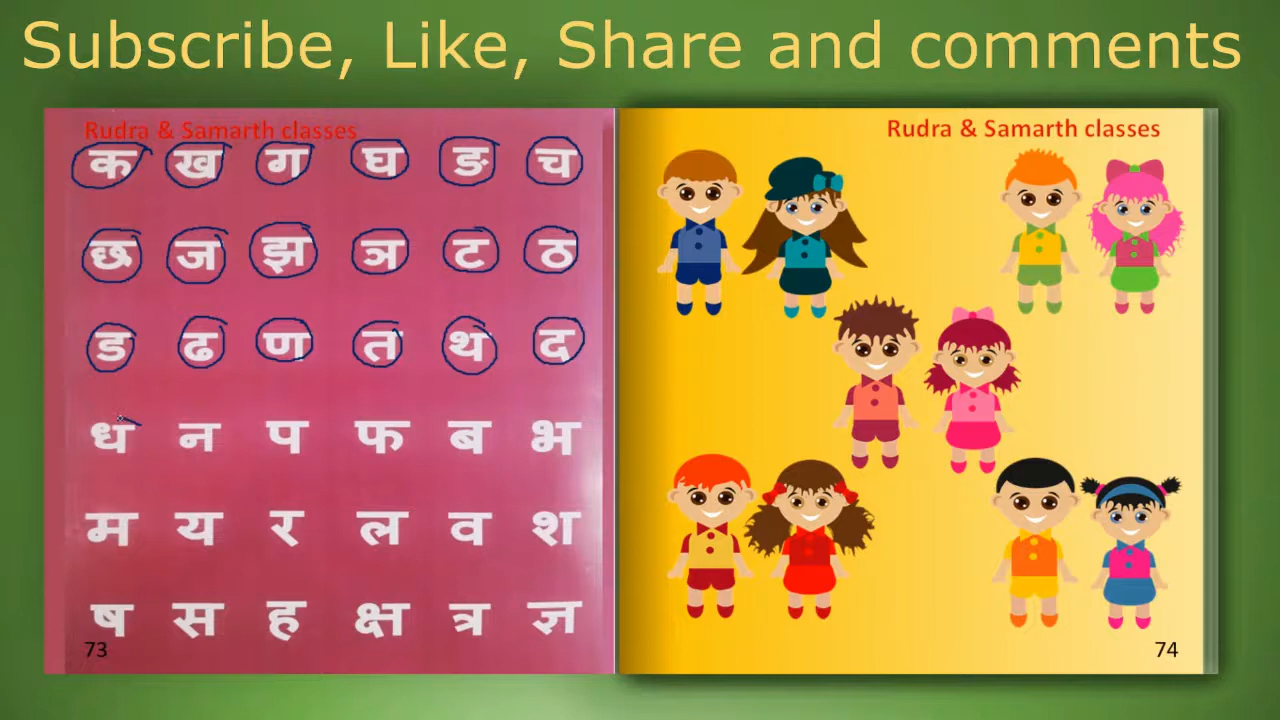 Subscribe, Like, Share and comments
Rudra & Samarth classes
क ख ग घ ङ च
छ ज झ ञ ट ठ
ड ढ ण त थ द
ध न प फ ब भ
म य र ल व श
ष स ह क्ष त्र ज्ञ
73
Rudra & Samarth classes
74